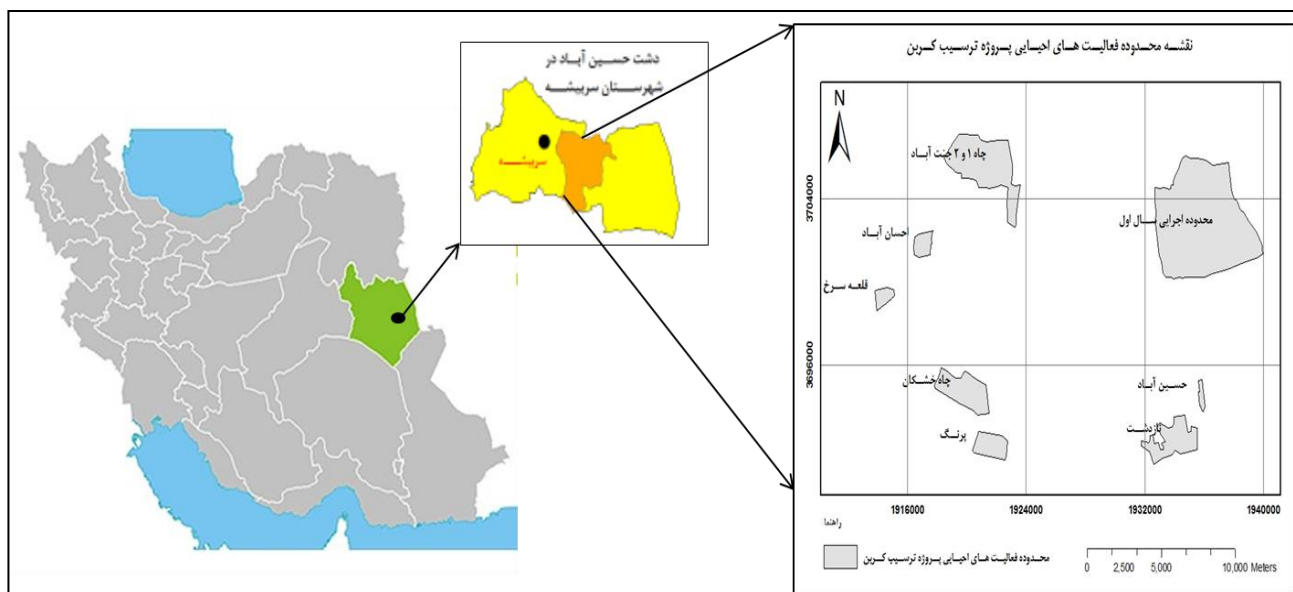 دشت حسین آباد در
شهرستان سربیشه
سربیشه
نقشه محدوده فعالیت های احیایی پروژه ترسیب کربن
N
چاه ۱ و ۲ جنت آباد
محدوده اجرایی سال اول
احسان آباد
قلعه سرخ
چاه خشکان
حسین آباد
تازدشت
پرنگ
3704000
3696000
1916000
1924000
1932000
1940000
راهنما
محدوده فعالیت های احیایی پروژه ترسیب کربن
0
2,500
5,000
10,000 Meters